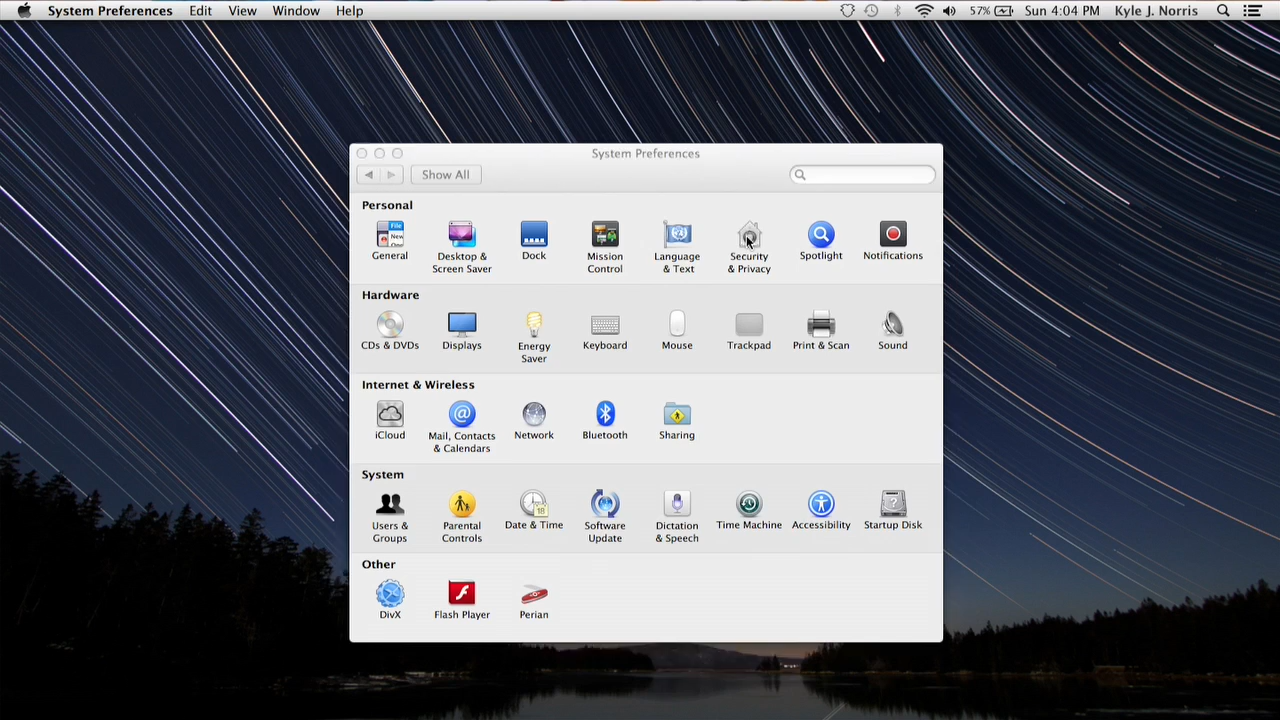 System Preferences Edit View Window Help 57% Sun 4:04 PM Kyle J. Norris
System Preferences
Show All
Personal
File
New
General
Desktop & Screen Saver
Dock
Mission Control
Language & Text
Security & Privacy
Spotlight
Notifications
Hardware
CDs & DVDs
Displays
Energy Saver
Keyboard
Mouse
Trackpad
Print & Scan
Sound
Internet & Wireless
iCloud
@
Mail, Contacts & Calendars
Network
Bluetooth
Sharing
System
Users & Groups
Parental Controls
18
Date & Time
Software Update
Dictation & Speech
Time Machine
Accessibility
?
Startup Disk
Other
DivX
Flash Player
Perian